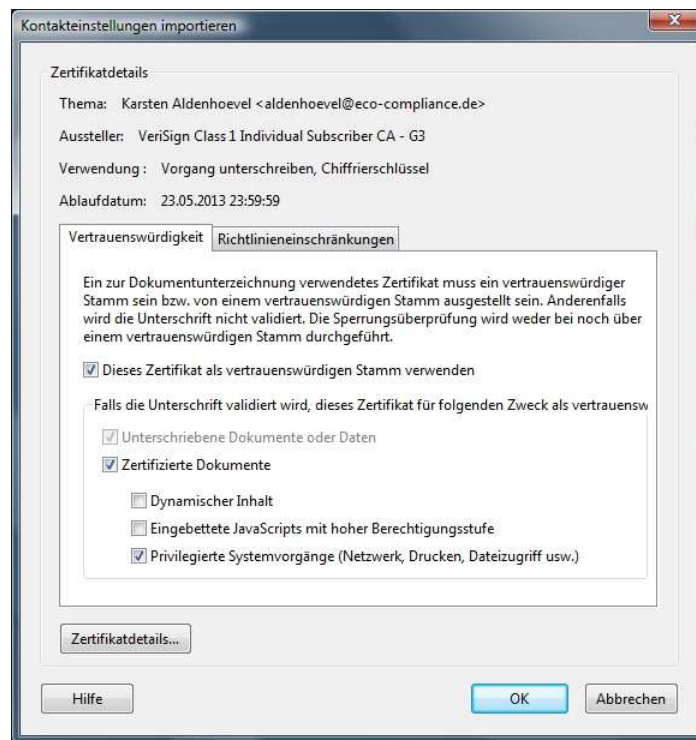 Kontakteinstellungen importieren
Zertifikatdetails
Thema: Karsten Aldenhoevel <aldenhoevel@eco-compliance.de>
Aussteller: VeriSign Class 1 Individual Subscriber CA - G3
Verwendung : Vorgang unterschreiben, Chiffrierschlüssel
Ablaufdatum: 23.05.2013 23:59:59
Vertrauenswürdigkeit Richtlinieneinschränkungen
Ein zur Dokumentunterzeichnung verwendetes Zertifikat muss ein vertrauenswürdiger
Stamm sein bzw. von einem vertrauenswürdigen Stamm ausgestellt sein. Anderenfalls
wird die Unterschrift nicht validiert. Die Sperrungsüberprüfung wird weder bei noch über
einem vertrauenswürdigen Stamm durchgeführt.
Dieses Zertifikat als vertrauenswürdigen Stamm verwenden
Falls die Unterschrift validiert wird, dieses Zertifikat für folgenden Zweck als vertrauensw
Unterschriebene Dokumente oder Daten
Zertifizierte Dokumente
Dynamischer Inhalt
Eingebettete JavaScripts mit hoher Berechtigungsstufe
Privilegierte Systemvorgänge (Netzwerk, Drucken, Dateizugriff usw.)
Zertifikatdetails...
Hilfe OK Abbrechen